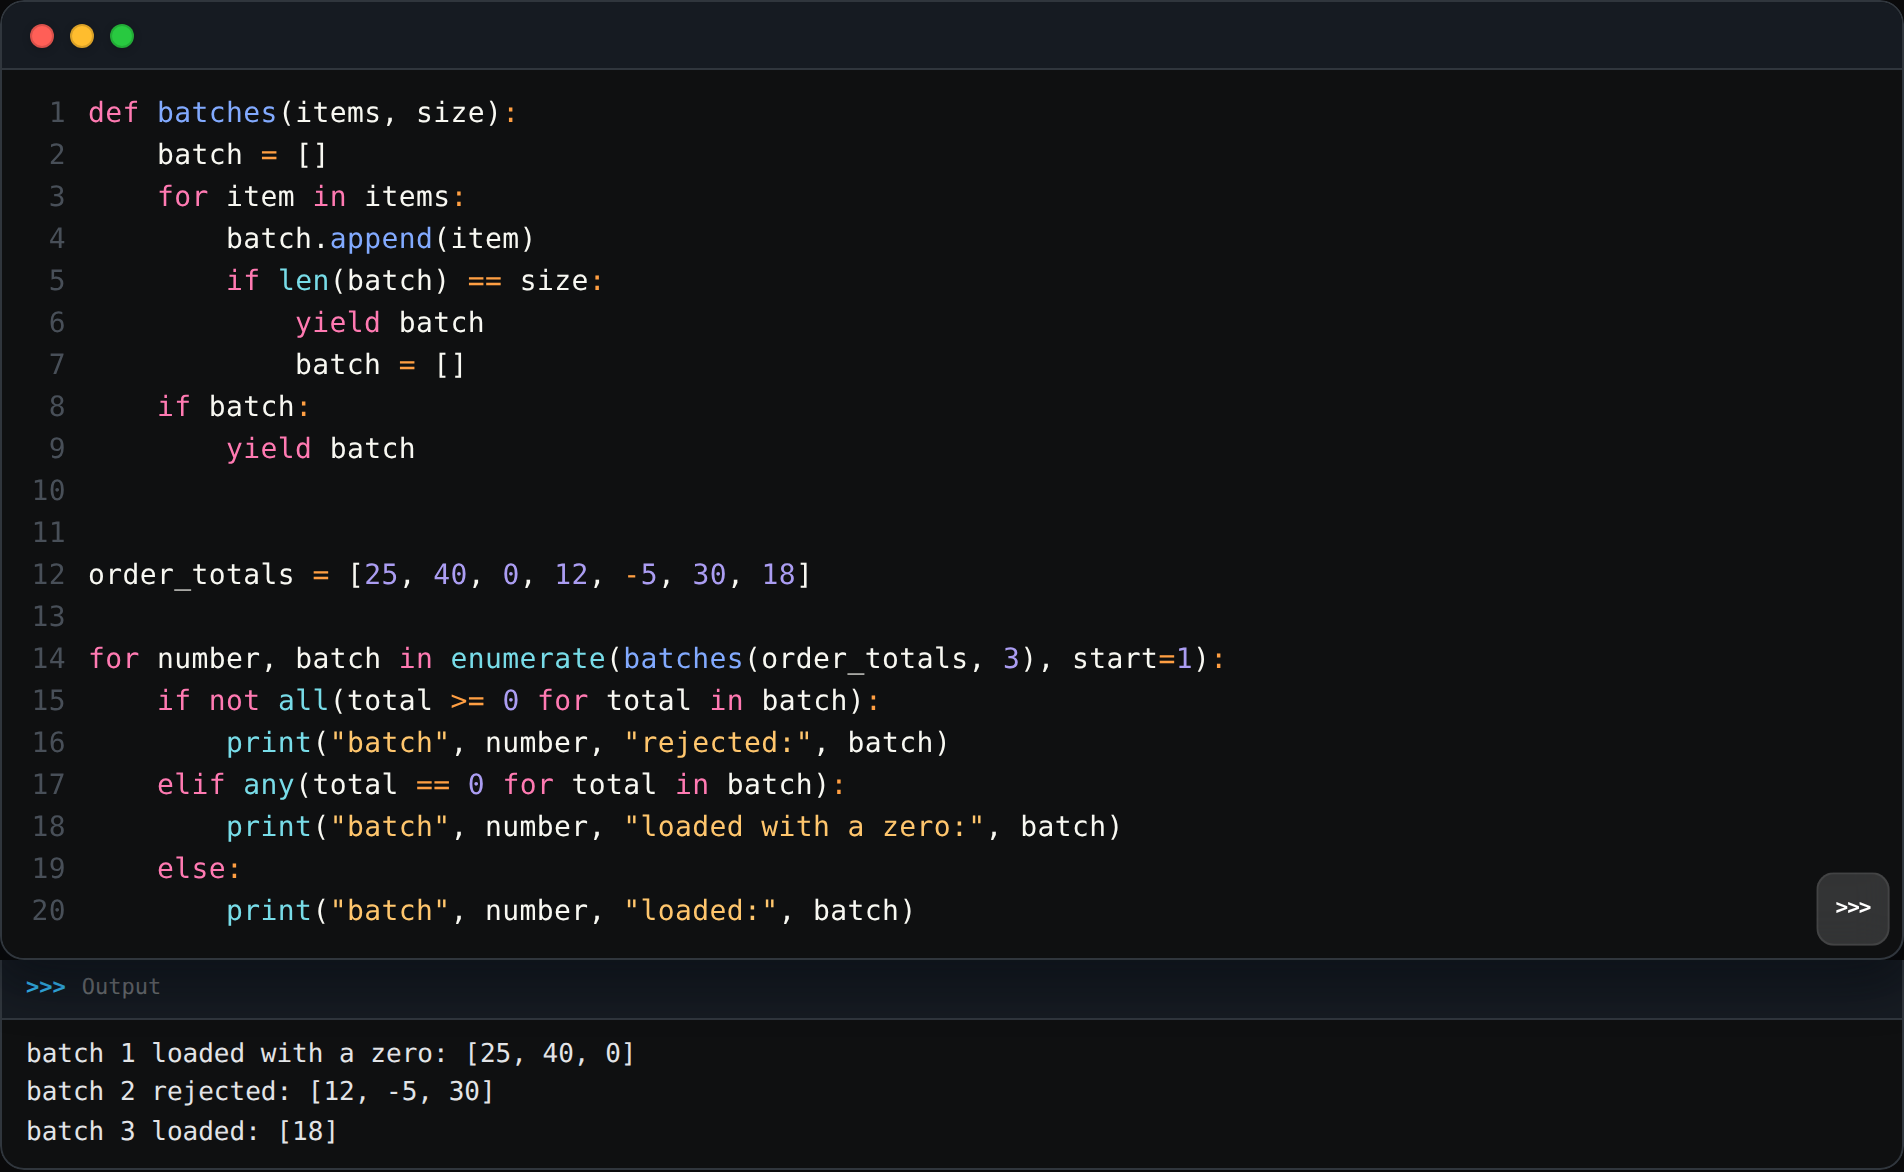 1 def batches(items, size):
2     batch = []
3     for item in items:
4         batch.append(item)
5         if len(batch) == size:
6             yield batch
7             batch = []
8     if batch:
9         yield batch
10
11
12 order_totals = [25, 40, 0, 12, -5, 30, 18]
13
14 for number, batch in enumerate(batches(order_totals, 3), start=1):
15     if not all(total >= 0 for total in batch):
16         print("batch", number, "rejected:", batch)
17     elif any(total == 0 for total in batch):
18         print("batch", number, "loaded with a zero:", batch)
19     else:
20         print("batch", number, "loaded:", batch)
>>>
>>> Output
batch 1 loaded with a zero: [25, 40, 0]
batch 2 rejected: [12, -5, 30]
batch 3 loaded: [18]